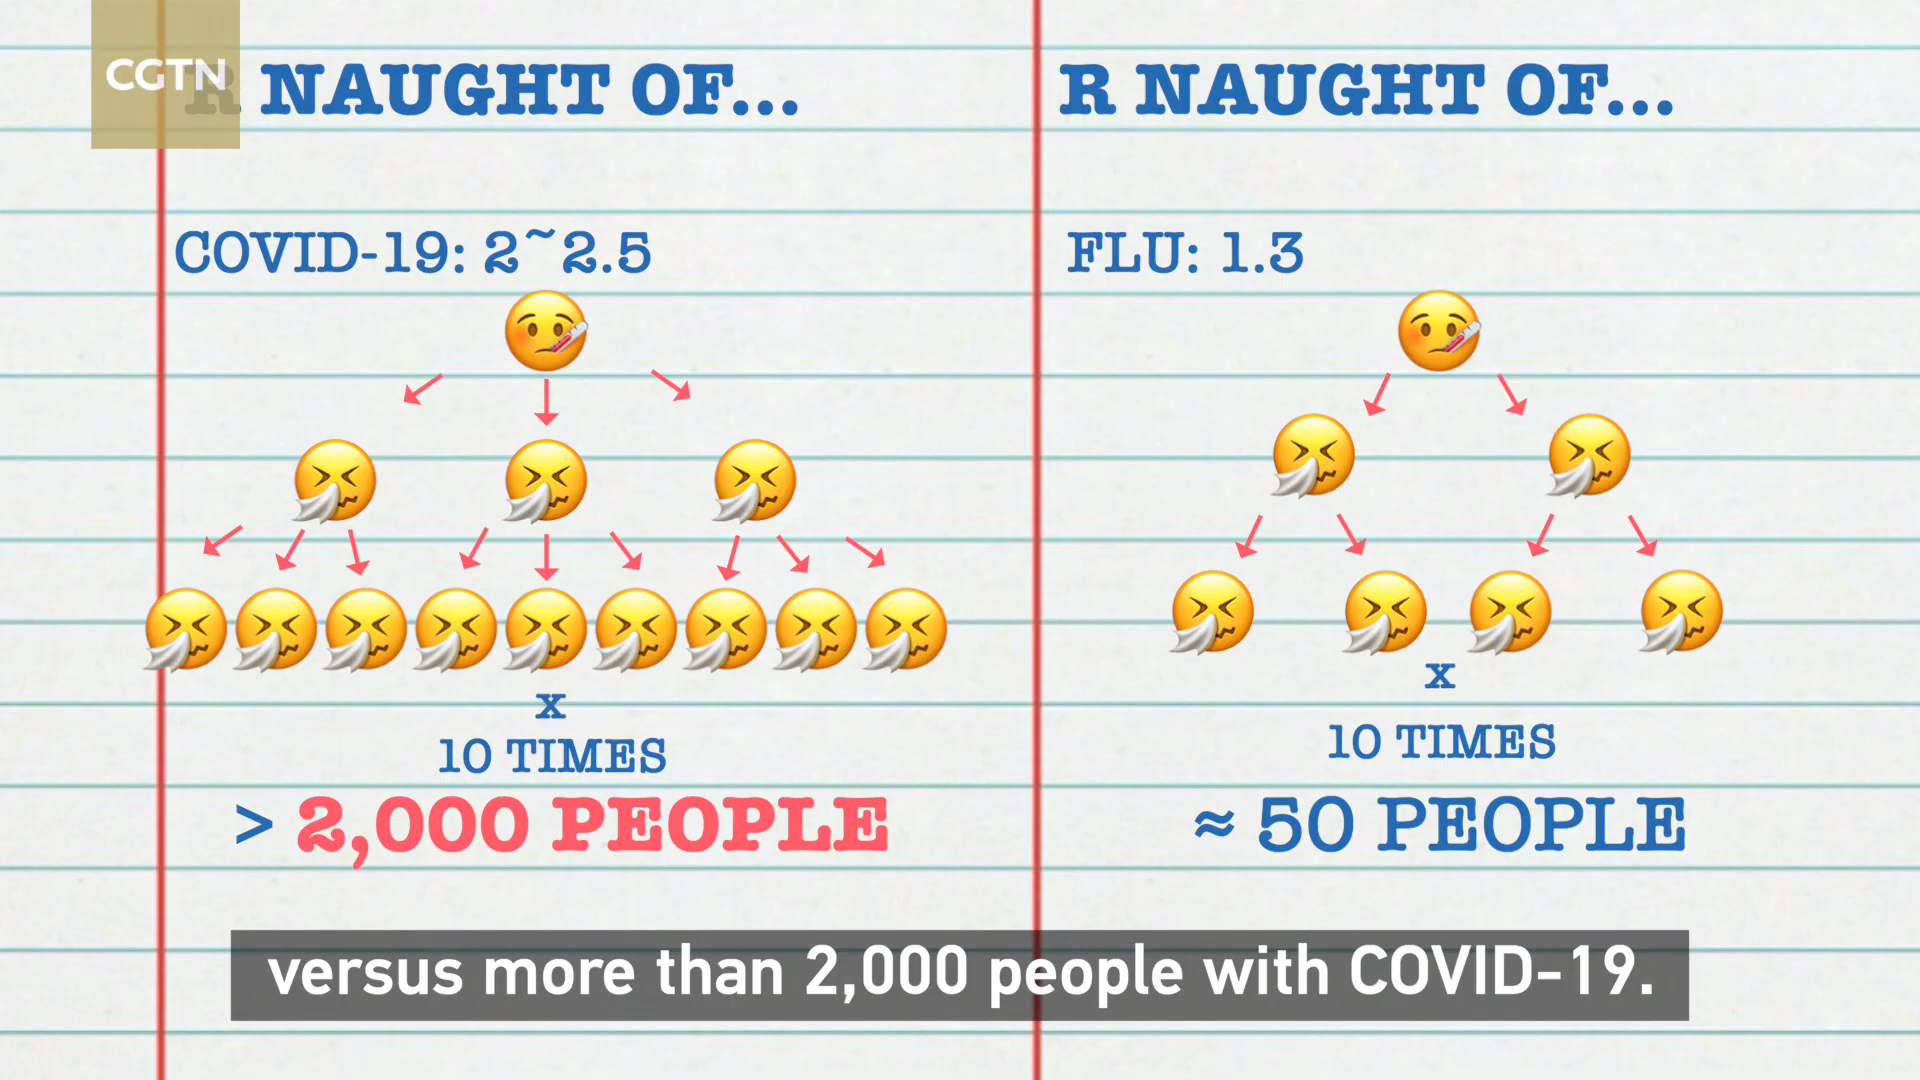 CGTN
R NAUGHT OF...
COVID-19: 2~2.5
x
10 TIMES
> 2,000 PEOPLE
R NAUGHT OF...
FLU: 1.3
x
10 TIMES
≈ 50 PEOPLE
versus more than 2,000 people with COVID-19.